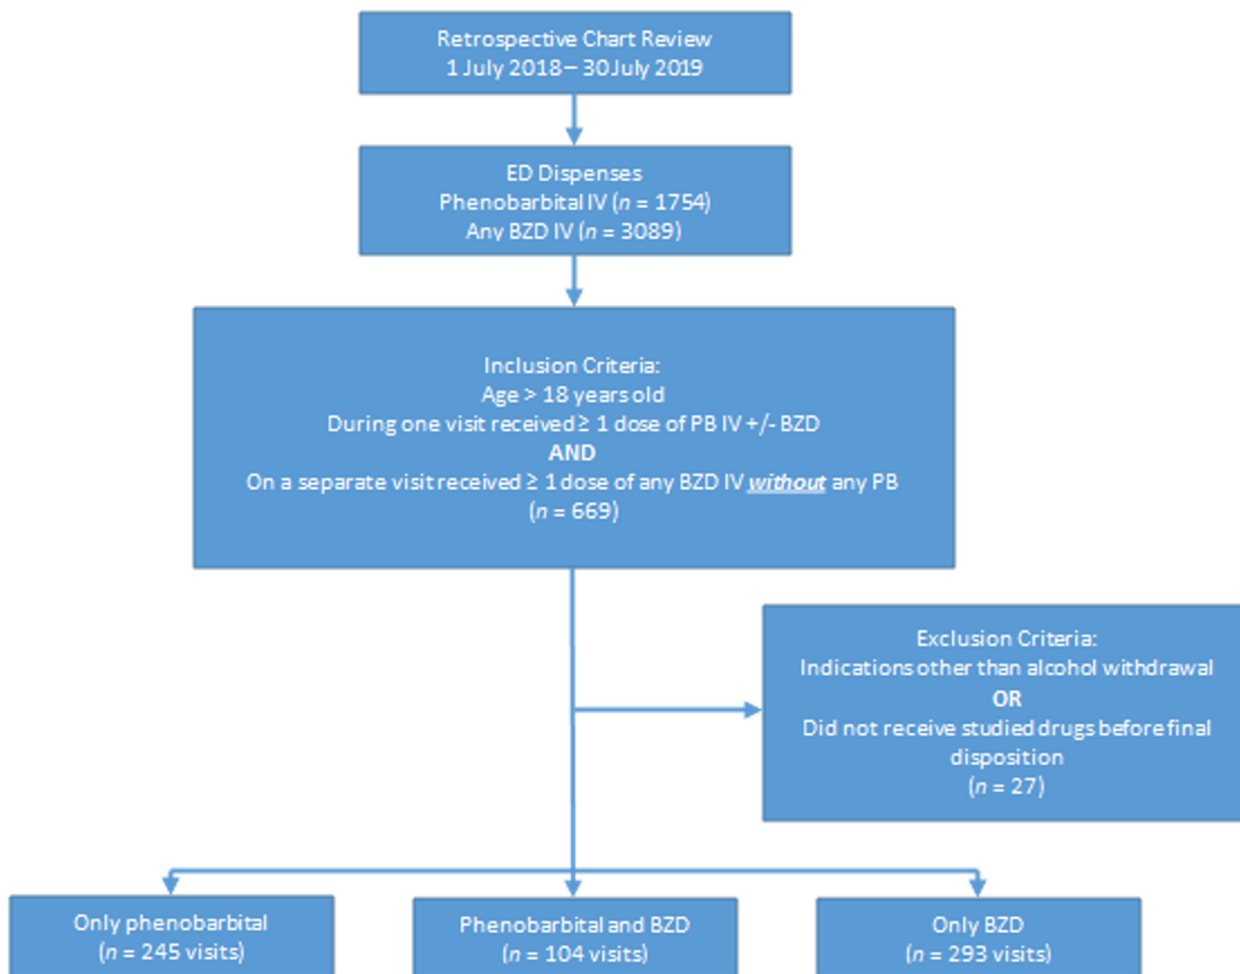 Retrospective Chart Review
1 July 2018 – 30 July 2019
ED Dispenses
Phenobarbital IV (n = 1754)
Any BZD IV (n = 3089)
Inclusion Criteria:
Age > 18 years old
During one visit received ≥ 1 dose of PB IV +/- BZD
AND
On a separate visit received ≥ 1 dose of any BZD IV without any PB
(n = 669)
Exclusion Criteria:
Indications other than alcohol withdrawal
OR
Did not receive studied drugs before final
disposition
(n = 27)
Only phenobarbital
(n = 245 visits)
Phenobarbital and BZD
(n = 104 visits)
Only BZD
(n = 293 visits)